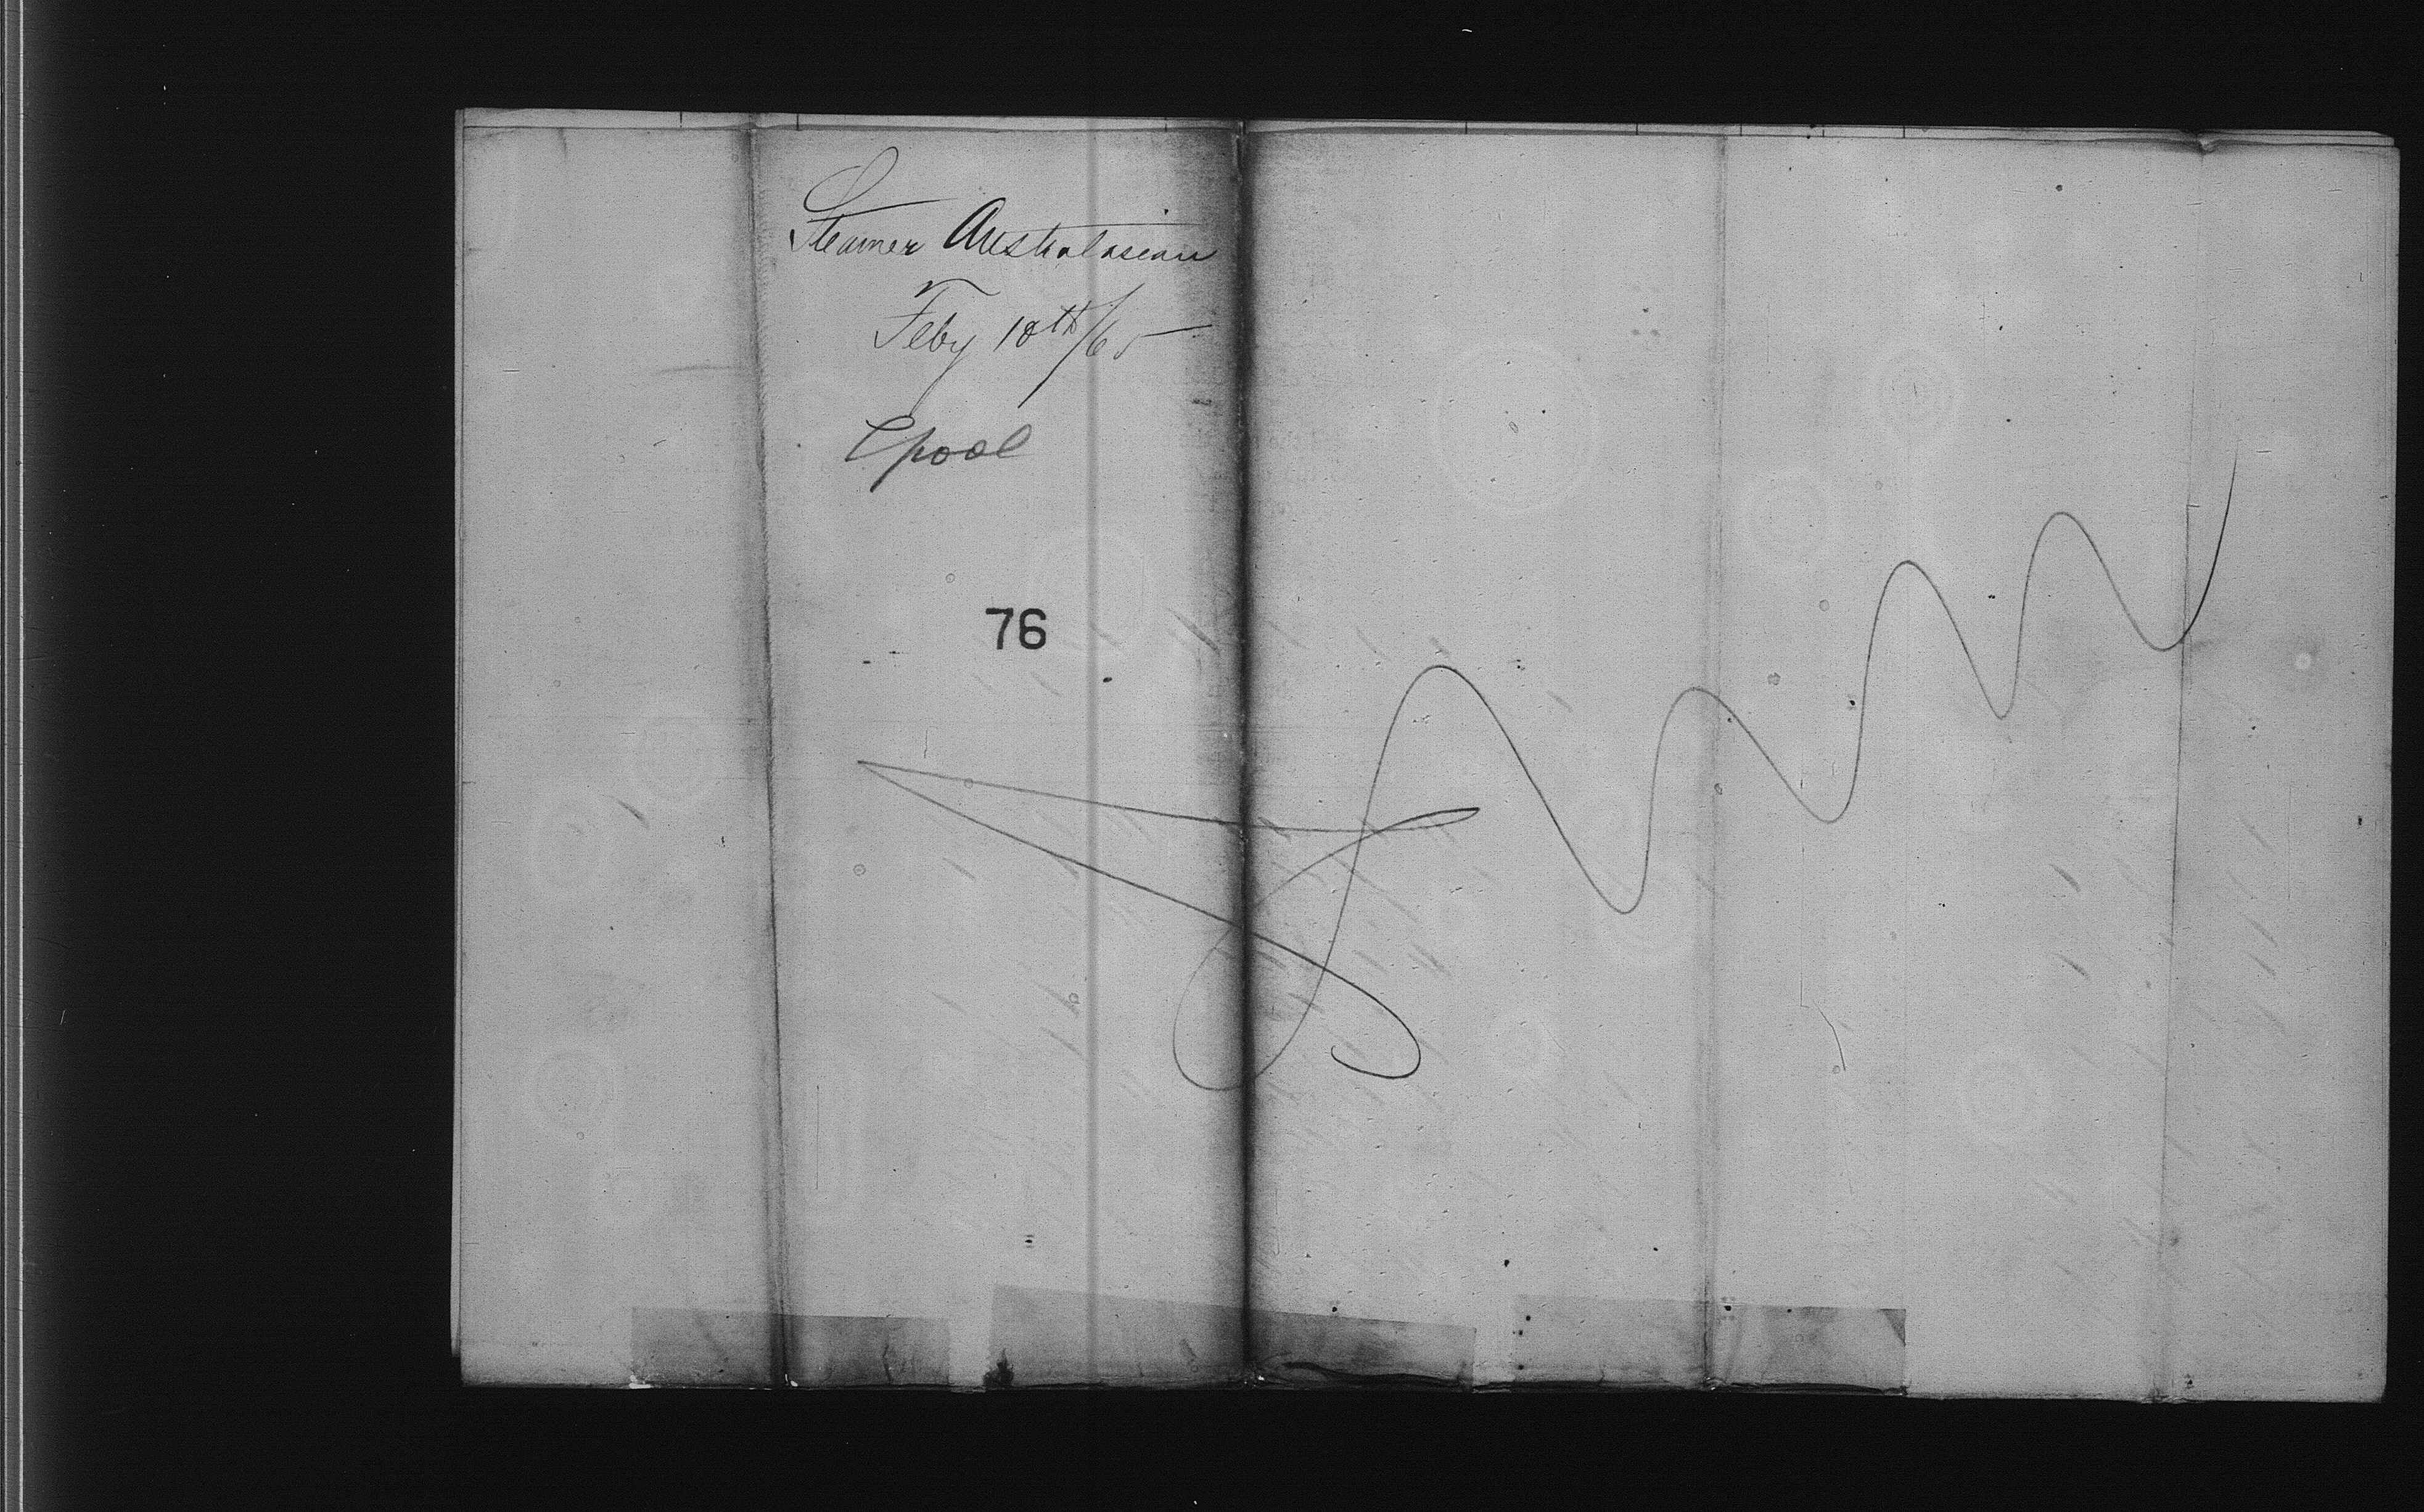 Steamer Australasian
Feby 18th/65
Lpool
76